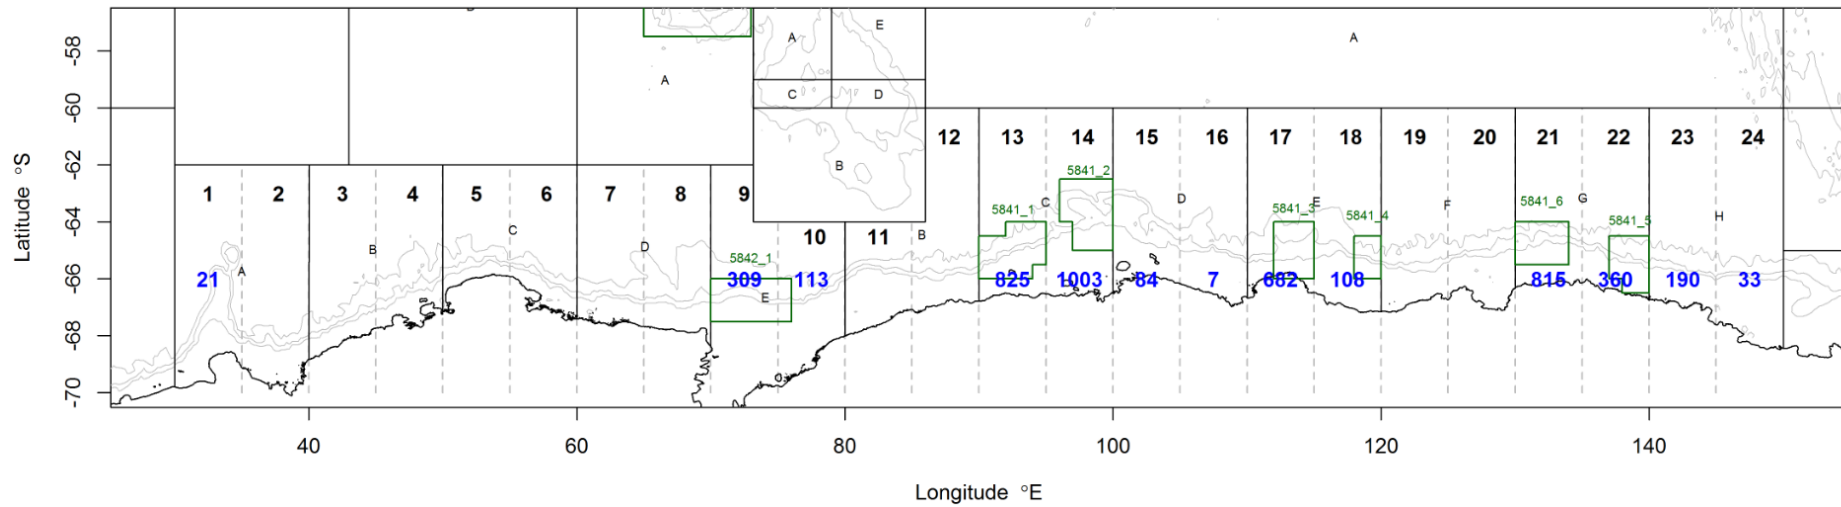 E
A
A
A
C D
-58
-60
-62
-64
-66
-68
-70
Latitude °S
12 13 14 15 16 17 18 19 20 21 22 23 24
1 2 3 4 5 6 7 8 9
10 11
B
5841_2
5841_1 C D 5841_3 E 5841_4 F 5841_6 G 5841_5 H
A B C D B
5842_1
E
21 309 113 825 1003 84 7 682 108 815 360 190 33
40 60 80 100 120 140
Longitude °E